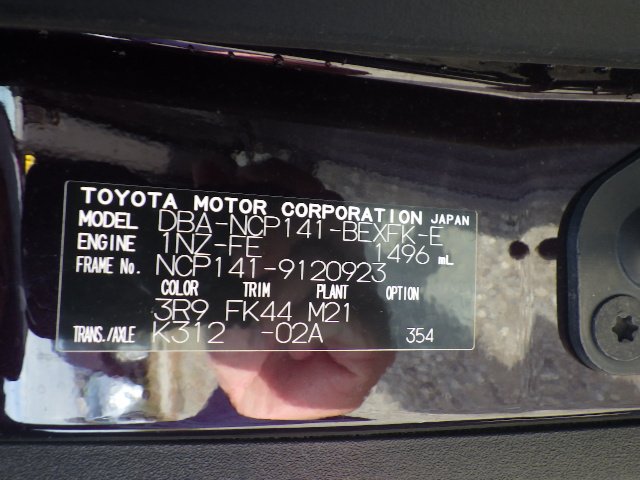 TOYOTA MOTOR CORPORATION JAPAN
MODEL DBA-NCP141-BEXFK-E
ENGINE 1NZ-FE 1496 mL
FRAME No. NCP141-9120923
COLOR TRIM PLANT OPTION
3R9 FK44 M21
TRANS./AXLE K312 -02A 354